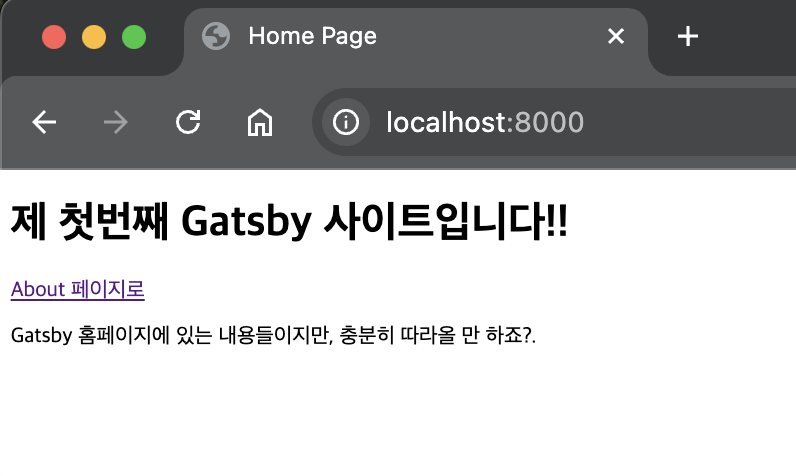 Home Page
localhost:8000
제 첫번째 Gatsby 사이트입니다!!
About 페이지로
Gatsby 홈페이지에 있는 내용들이지만, 충분히 따라올 만 하죠?.